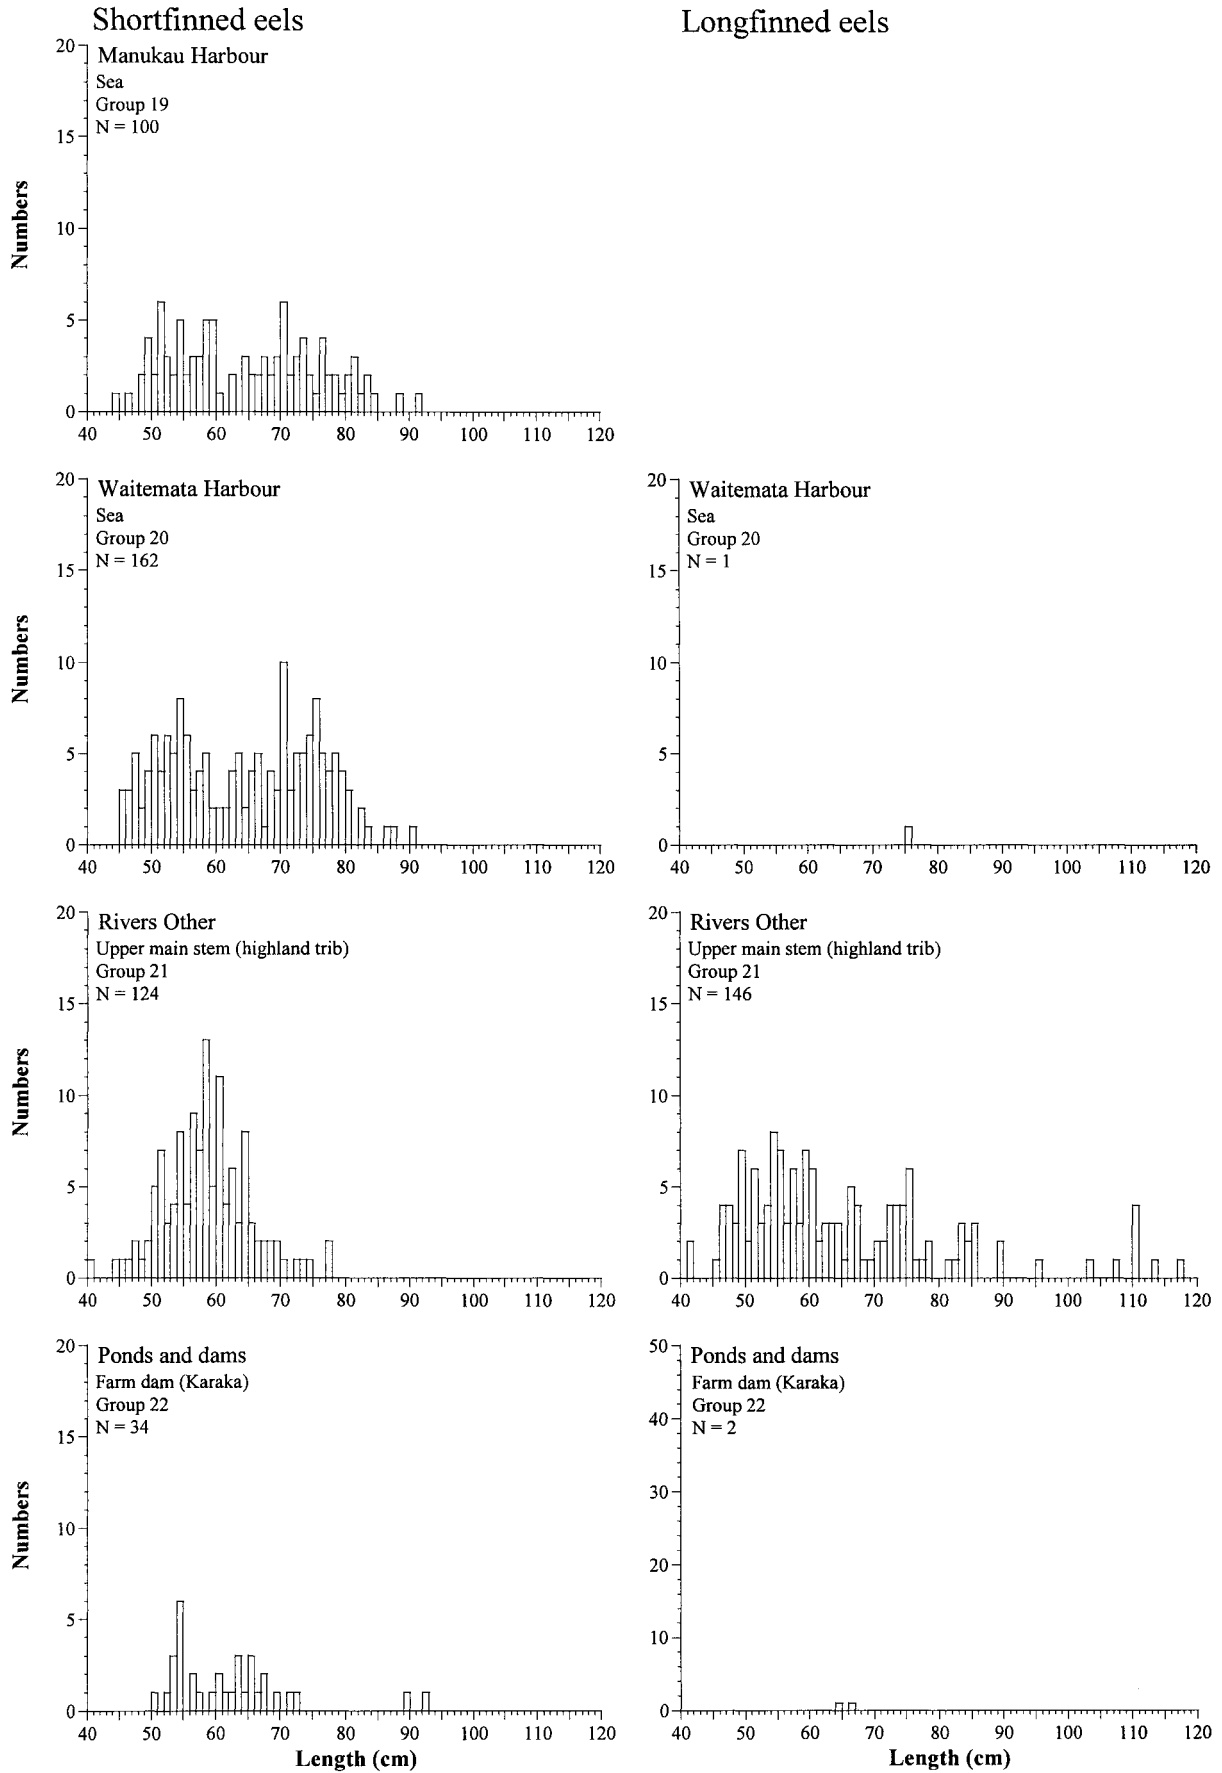 Shortfinned eels
Longfinned eels
Manukau Harbour
Sea
Group 19
N = 100
20
15
10
5
0
Numbers
40 50 60 70 80 90 100 110 120
Waitemata Harbour
Sea
Group 20
N = 162
20
15
10
5
0
Numbers
40 50 60 70 80 90 100 110 120
Waitemata Harbour
Sea
Group 20
N = 1
20
15
10
5
0
40 50 60 70 80 90 100 110 120
Rivers Other
Upper main stem (highland trib)
Group 21
N = 124
20
15
10
5
0
Numbers
40 50 60 70 80 90 100 110 120
Rivers Other
Upper main stem (highland trib)
Group 21
N = 146
20
15
10
5
0
40 50 60 70 80 90 100 110 120
Ponds and dams
Farm dam (Karaka)
Group 22
N = 34
20
15
10
5
0
Numbers
40 50 60 70 80 90 100 110 120
Length (cm)
Ponds and dams
Farm dam (Karaka)
Group 22
N = 2
50
40
30
20
10
0
40 50 60 70 80 90 100 110 120
Length (cm)